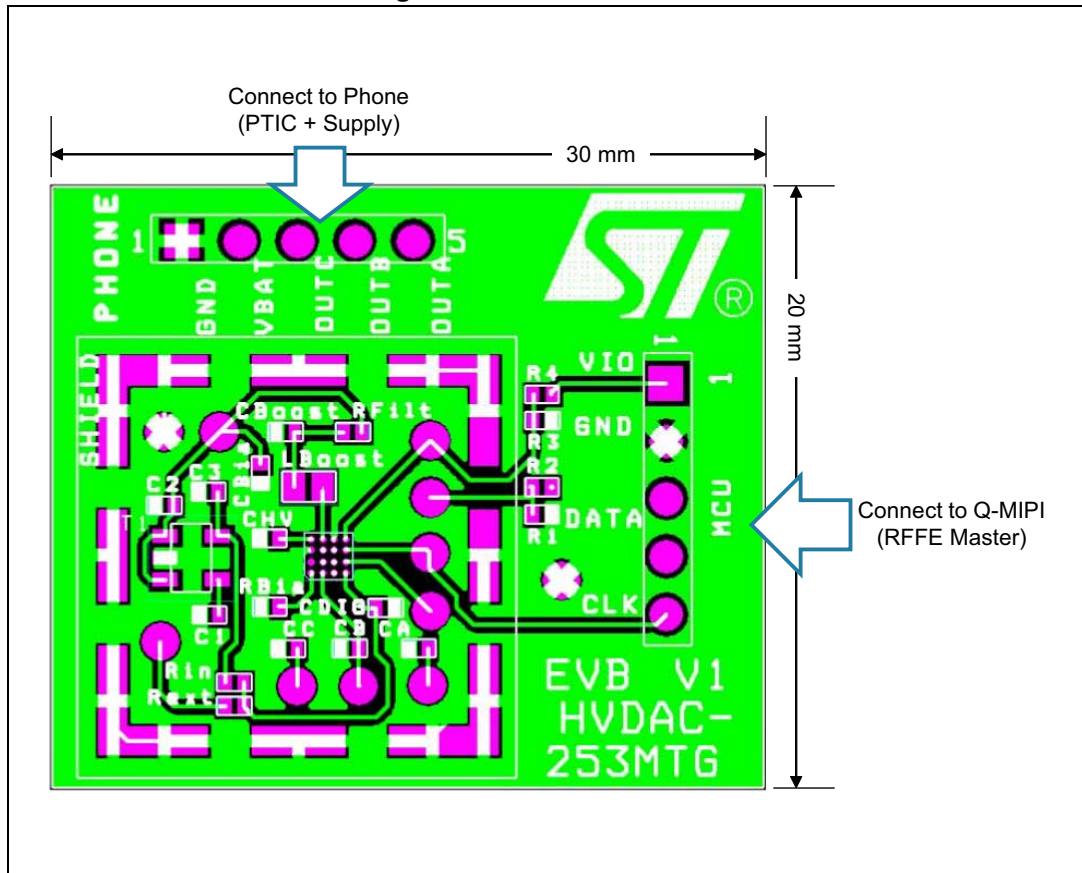 Connect to Phone
(PTIC + Supply)
30 mm
20 mm
PHONE
1
5
GND
VBAT
OUTC
OUTB
OUTA
ST
®
SHIELD
CBoost
RFilt
LBoost
CBia
C3
C2
T1
CHV
RBia
CDIG
CC
CB
CA
C1
Rin
Rext
R4
VIO
1
1
GND
R3
R2
DATA
R1
MCU
CLK
Connect to Q-MIPI
(RFFE Master)
EVB V1
HVDAC-
253MTG